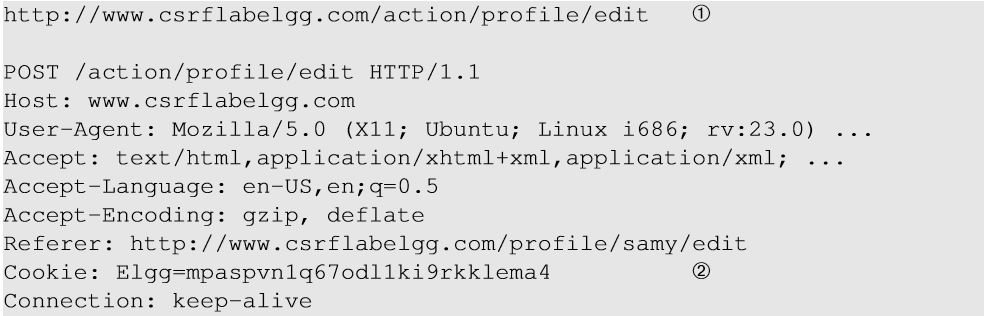 http://www.csrflabelgg.com/action/profile/edit ①
POST /action/profile/edit HTTP/1.1
Host: www.csrflabelgg.com
User-Agent: Mozilla/5.0 (X11; Ubuntu; Linux i686; rv:23.0) ...
Accept: text/html,application/xhtml+xml,application/xml; ...
Accept-Language: en-US,en;q=0.5
Accept-Encoding: gzip, deflate
Referer: http://www.csrflabelgg.com/profile/samy/edit
Cookie: Elgg=mpaspvn1q67odl1ki9rkklema4 ②
Connection: keep-alive